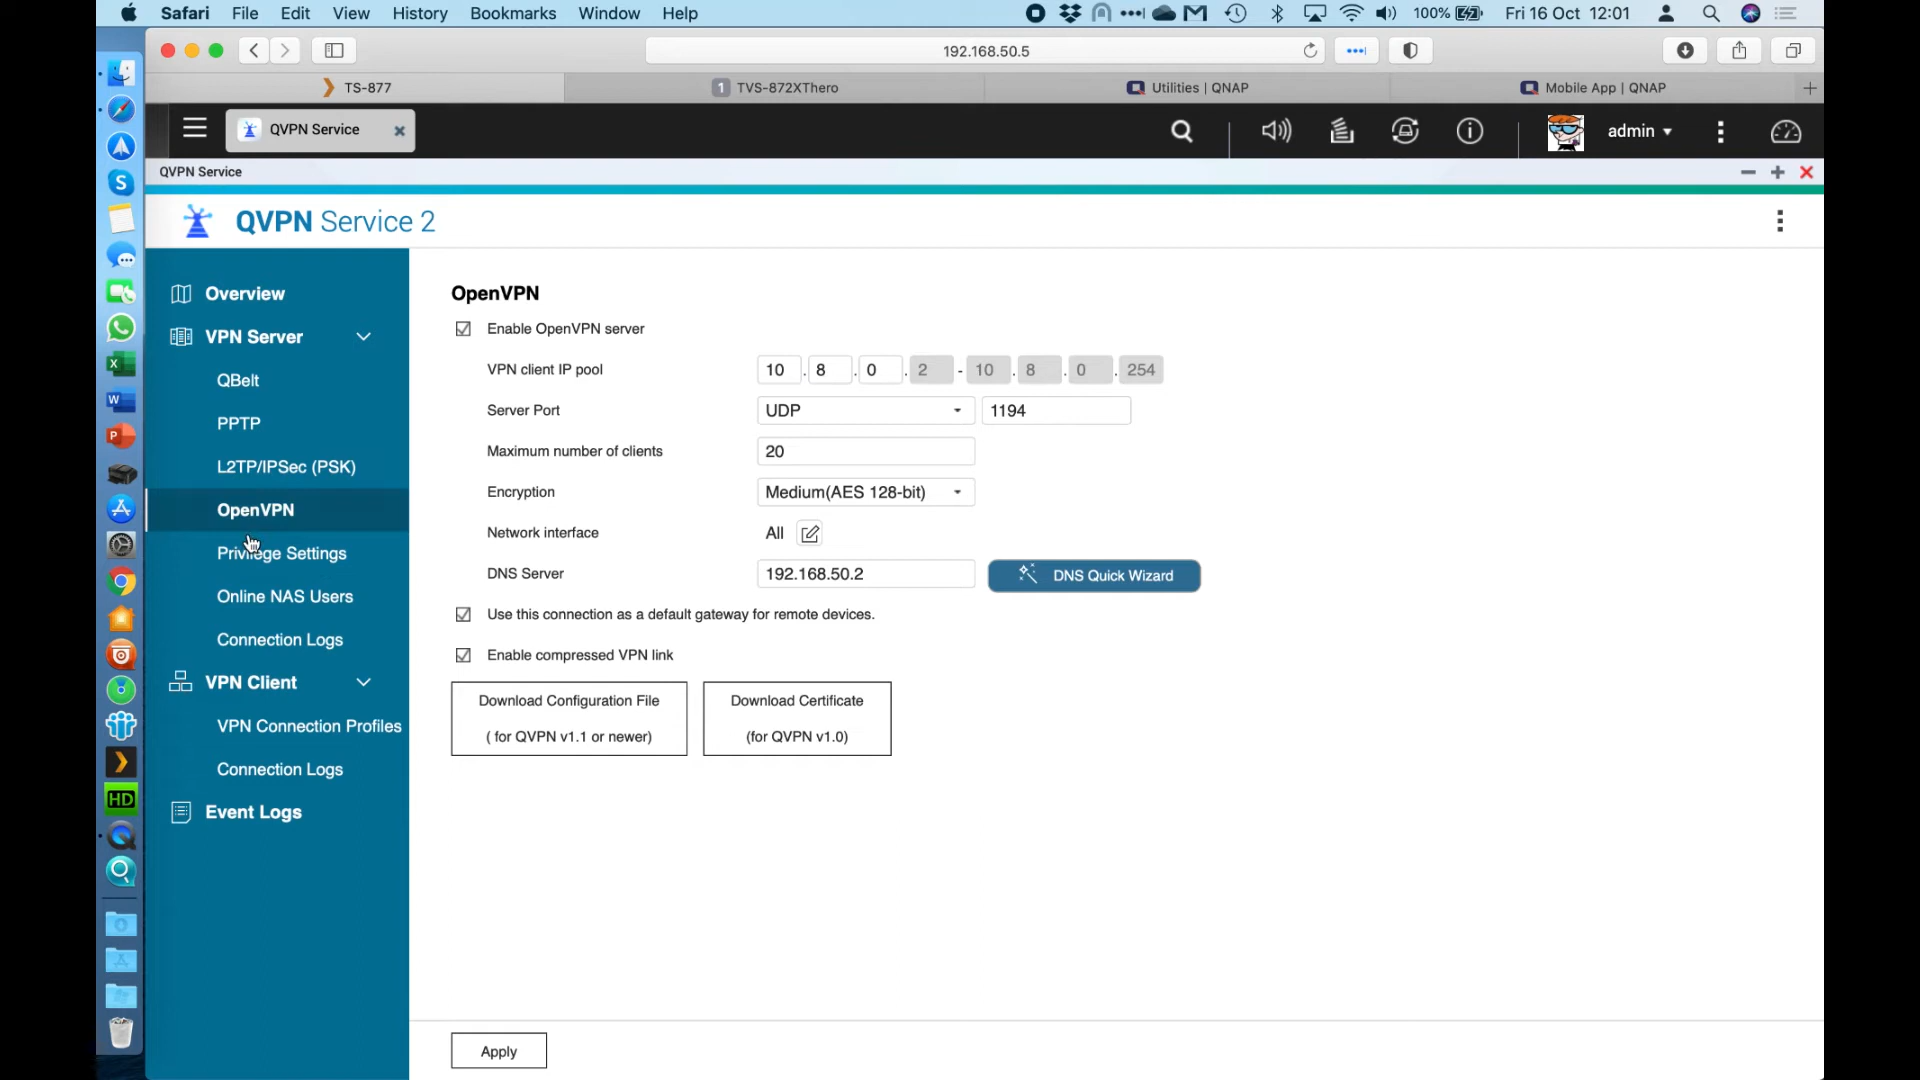 Safari File Edit View History Bookmarks Window Help 100% Fri 16 Oct 12:01
192.168.50.5
TS-877 1 TVS-872XThero Utilities | QNAP Mobile App | QNAP
QVPN Service admin
QVPN Service
QVPN Service 2
Overview
VPN Server
QBelt
PPTP
L2TP/IPSec (PSK)
OpenVPN
Privilege Settings
Online NAS Users
Connection Logs
VPN Client
VPN Connection Profiles
Connection Logs
Event Logs
OpenVPN
Enable OpenVPN server
VPN client IP pool 10 . 8 . 0 . 2 - 10 . 8 . 0 . 254
Server Port UDP 1194
Maximum number of clients 20
Encryption Medium(AES 128-bit)
Network interface All
DNS Server 192.168.50.2 DNS Quick Wizard
Use this connection as a default gateway for remote devices.
Enable compressed VPN link
Download Configuration File
( for QVPN v1.1 or newer)
Download Certificate
(for QVPN v1.0)
Apply
HD